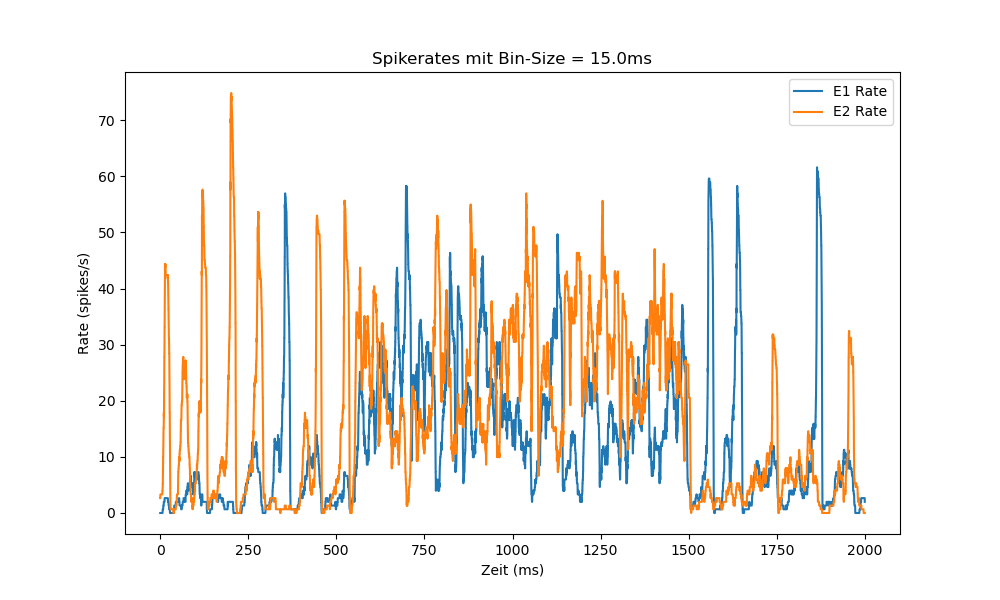 Spikerates mit Bin-Size = 15.0ms
E1 Rate
E2 Rate
70
60
50
40
30
20
10
0
Rate (spikes/s)
0 250 500 750 1000 1250 1500 1750 2000
Zeit (ms)